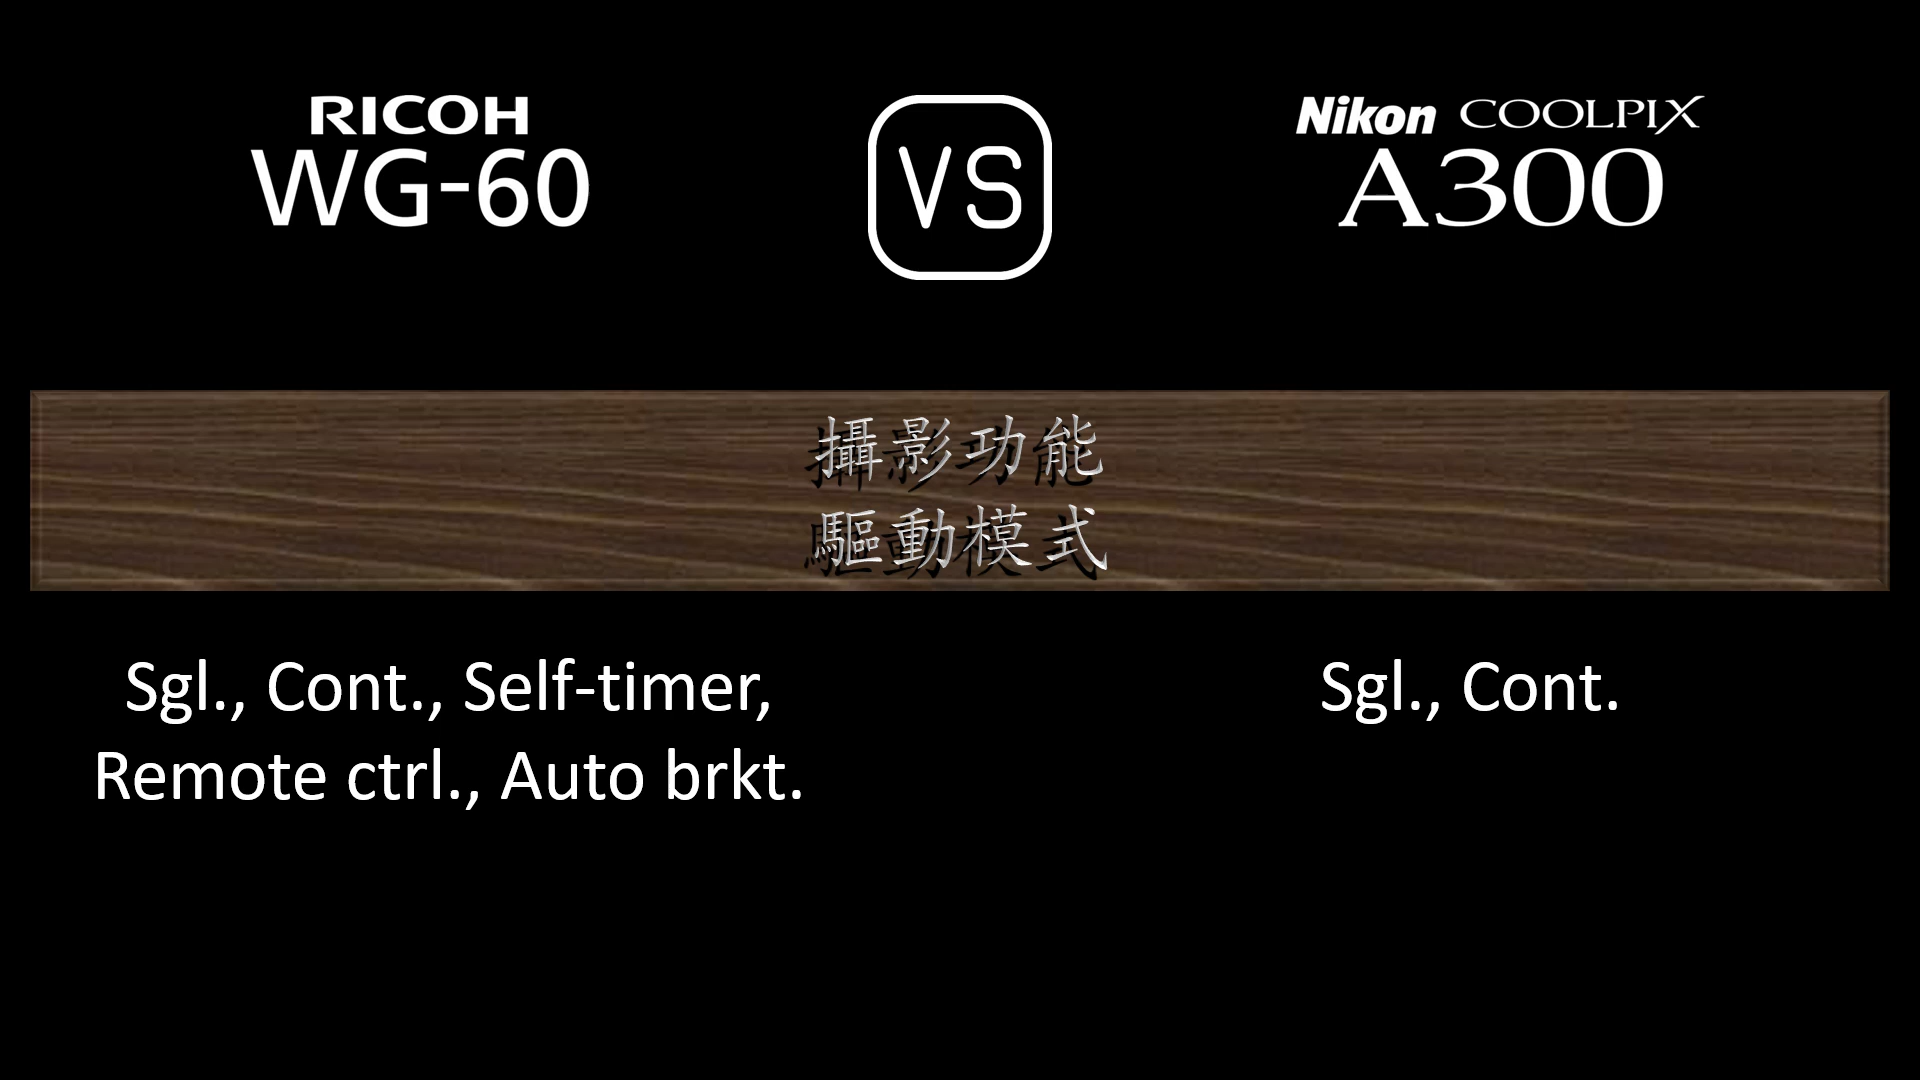 RICOH
WG-60
VS
Nikon COOLPIX
A300
攝影功能
驅動模式
Sgl., Cont., Self-timer,
Remote ctrl., Auto brkt.
Sgl., Cont.